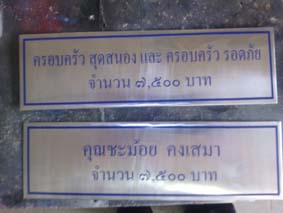 ครอบครัว สุดสนอง และ ครอบครัว รอดภัย
จำนวน ๗,๕๐๐ บาท
คุณชะม้อย คงเสมา
จำนวน ๗,๕๐๐ บาท